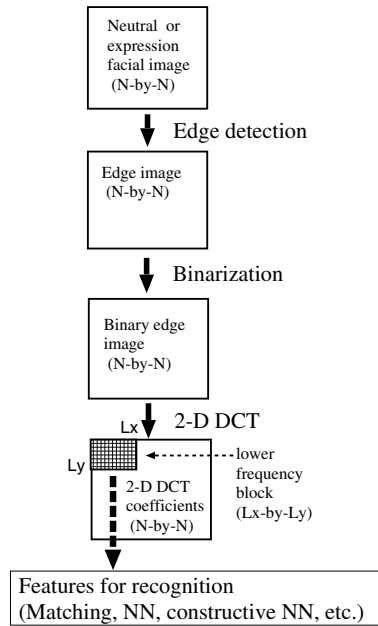 Neutral or
expression
facial image
(N-by-N)
Edge detection
Edge image
(N-by-N)
Binarization
Binary edge
image
(N-by-N)
2-D DCT
Lx
Ly
lower
frequency
block
(Lx-by-Ly)
2-D DCT
coefficients
(N-by-N)
Features for recognition
(Matching, NN, constructive NN, etc.)